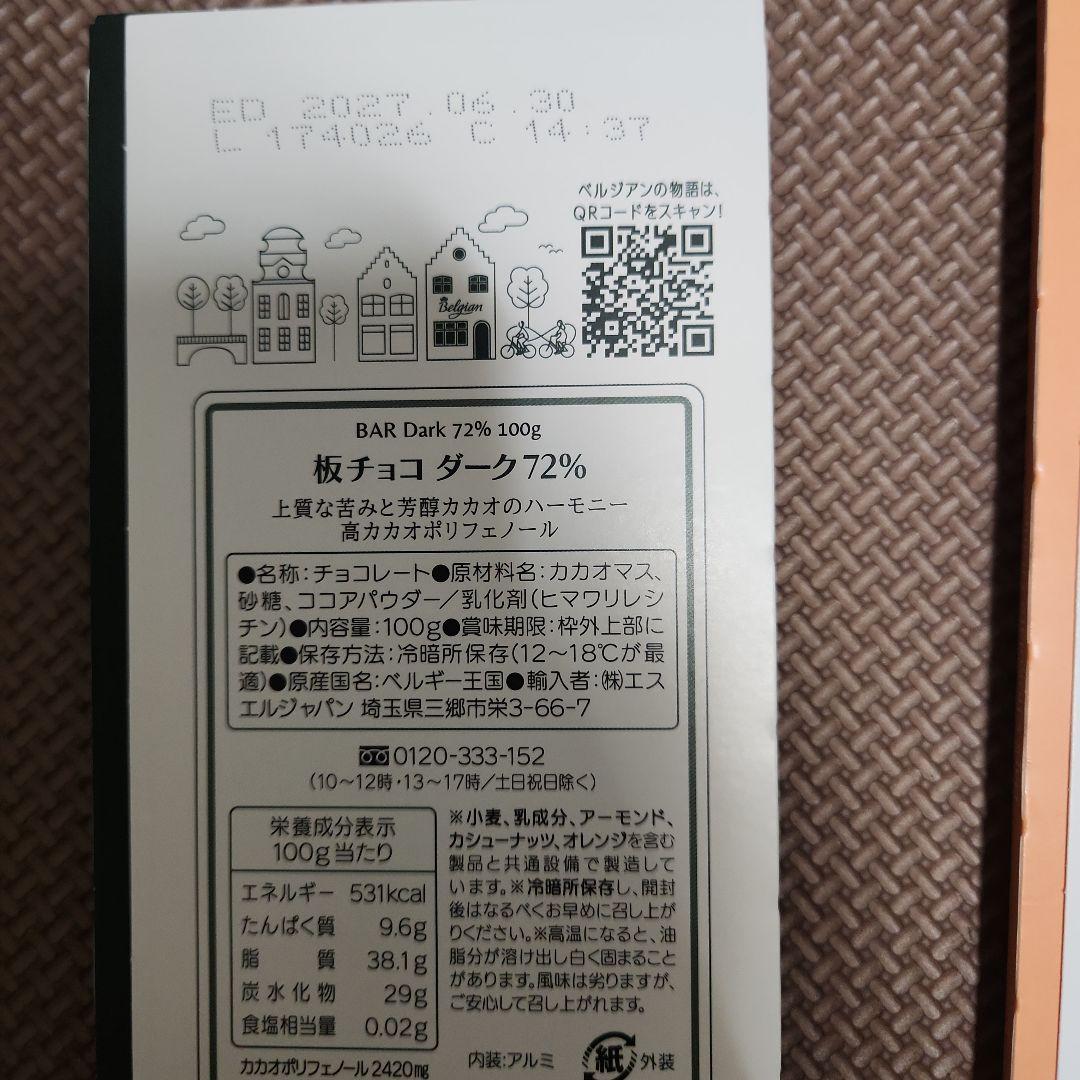 ED 2027.06.30
L 174026 C 14:37
ベルジアンの物語は、
QRコードをスキャン!
Belgian
BAR Dark 72% 100g
板チョコ ダーク72%
上質な苦みと芳醇カカオのハーモニー
高カカオポリフェノール
●名称:チョコレート●原材料名:カカオマス、
砂糖、ココアパウダー/乳化剤(ヒマワリレシ
チン)●内容量:100g●賞味期限:枠外上部に
記載●保存方法:冷暗所保存(12~18℃が最
適)●原産国名:ベルギー王国●輸入者:㈱エス
エルジャパン 埼玉県三郷市栄3-66-7
0120-333-152
(10~12時・13~17時/土日祝日除く)
栄養成分表示
100g当たり
エネルギー 531kcal
たんぱく質 9.6g
脂質 38.1g
炭水化物 29g
食塩相当量 0.02g
カカオポリフェノール2420mg
※小麦、乳成分、アーモンド、
カシューナッツ、オレンジを含む
製品と共通設備で製造して
います。※冷暗所保存し、開封
後はなるべくお早めに召し上が
りください。※高温になると、油
脂分が溶け出し白く固まること
があります。風味は劣りますが、
ご安心して召し上がれます。
内装:アルミ
紙 外装